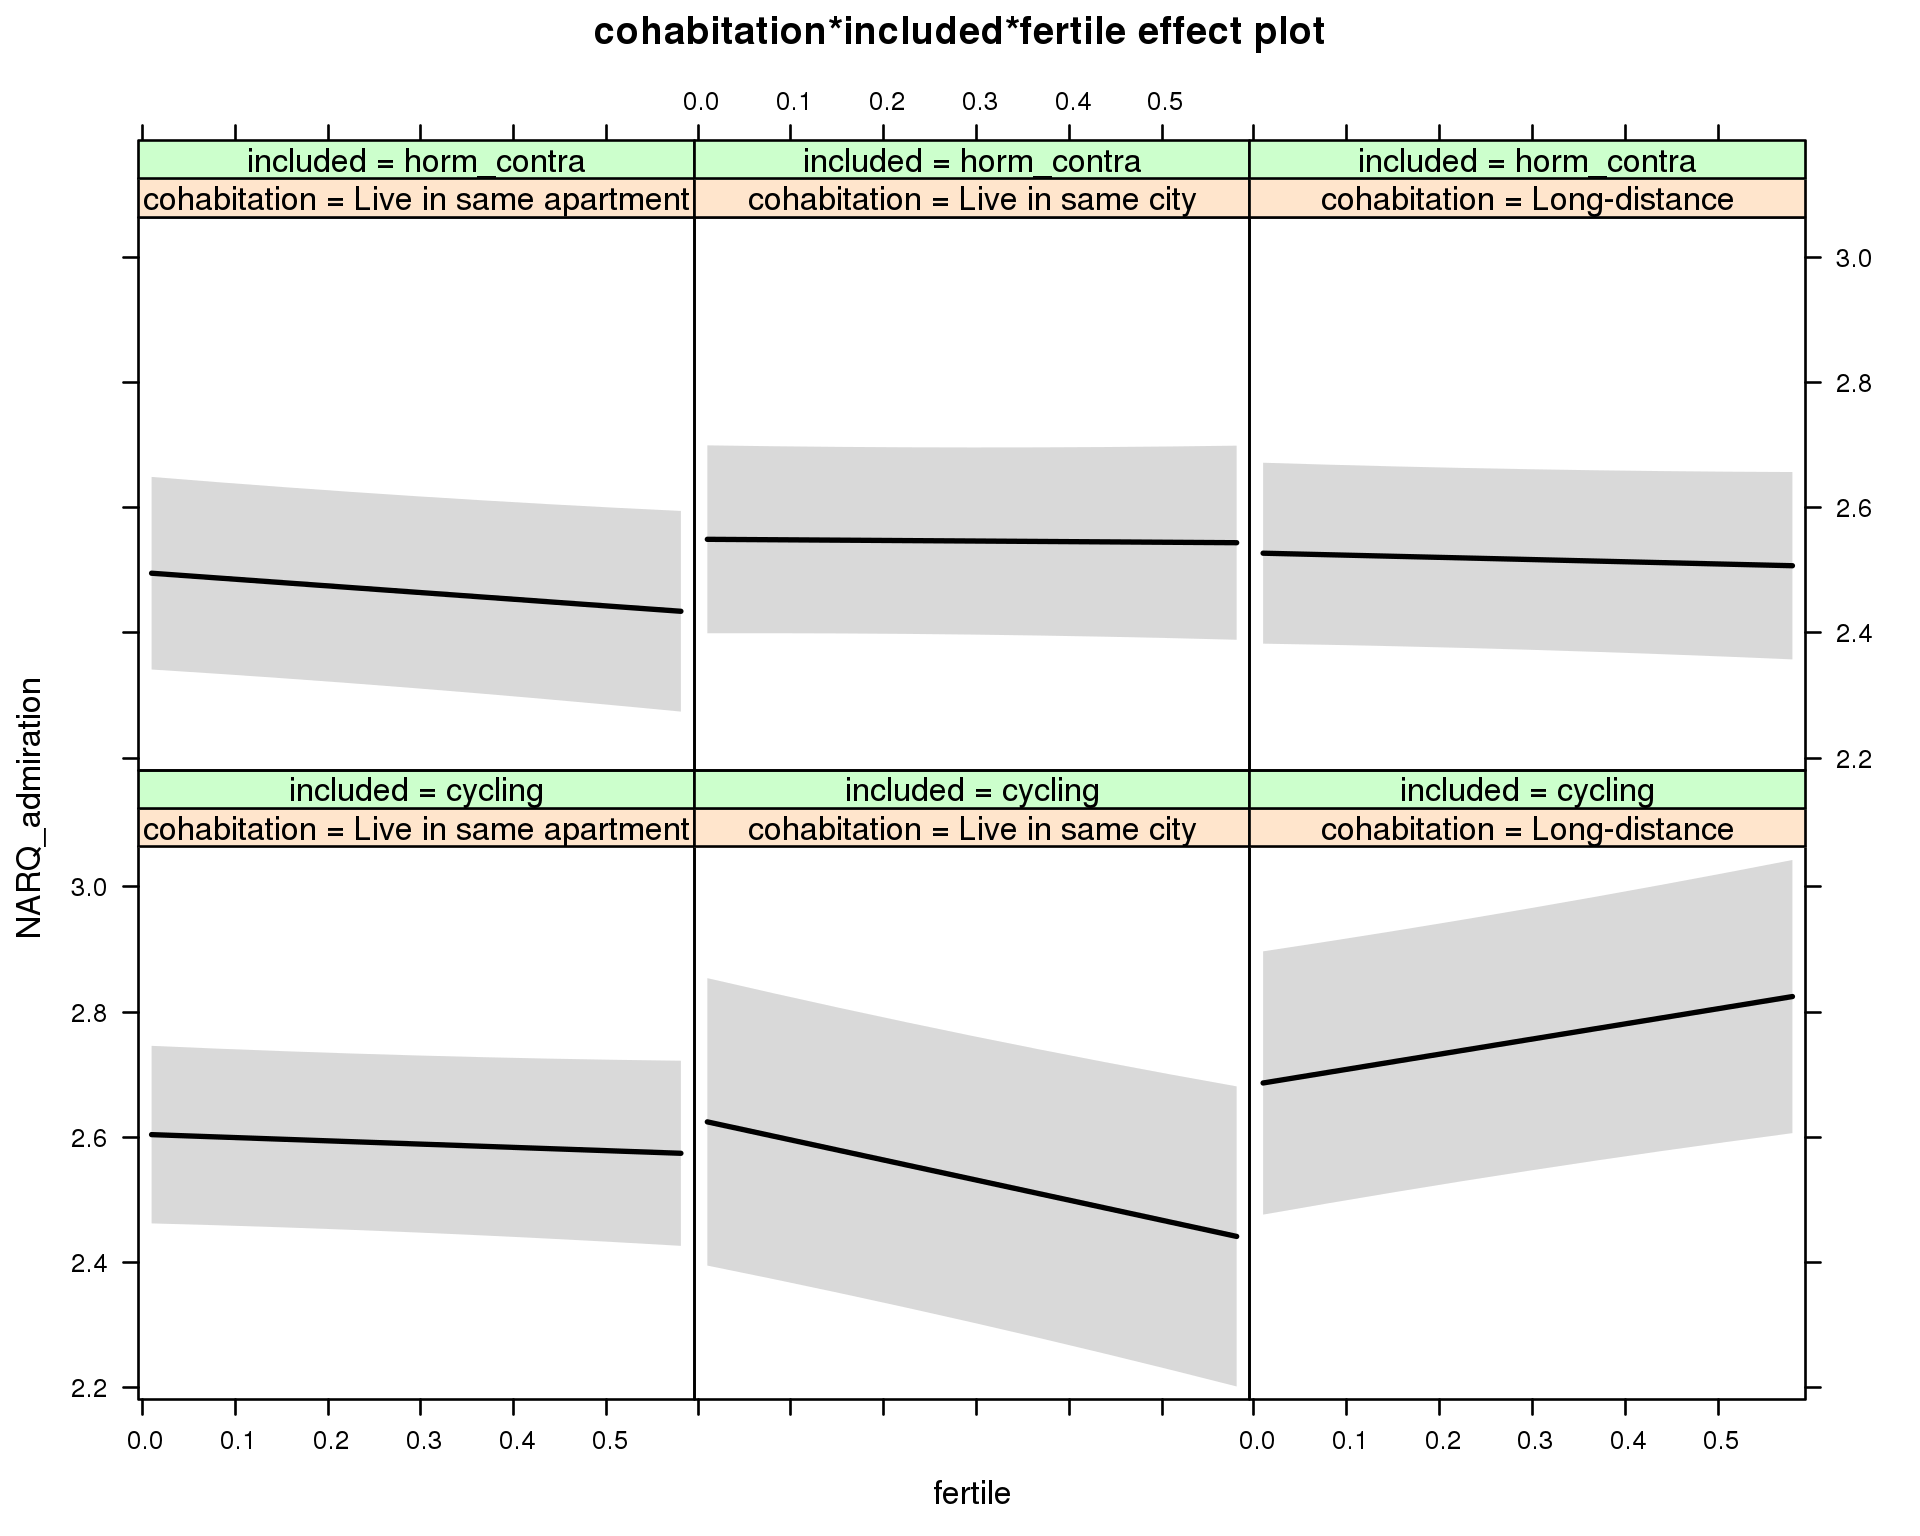 cohabitation*included*fertile effect plot
0.0 0.1 0.2 0.3 0.4 0.5
included = horm_contra included = horm_contra included = horm_contra
cohabitation = Live in same apartment cohabitation = Live in same city cohabitation = Long-distance
3.0
2.8
2.6
2.4
2.2
NARQ_admiration
included = cycling included = cycling included = cycling
cohabitation = Live in same apartment cohabitation = Live in same city cohabitation = Long-distance
3.0
2.8
2.6
2.4
2.2
0.0 0.1 0.2 0.3 0.4 0.5 0.0 0.1 0.2 0.3 0.4 0.5
fertile